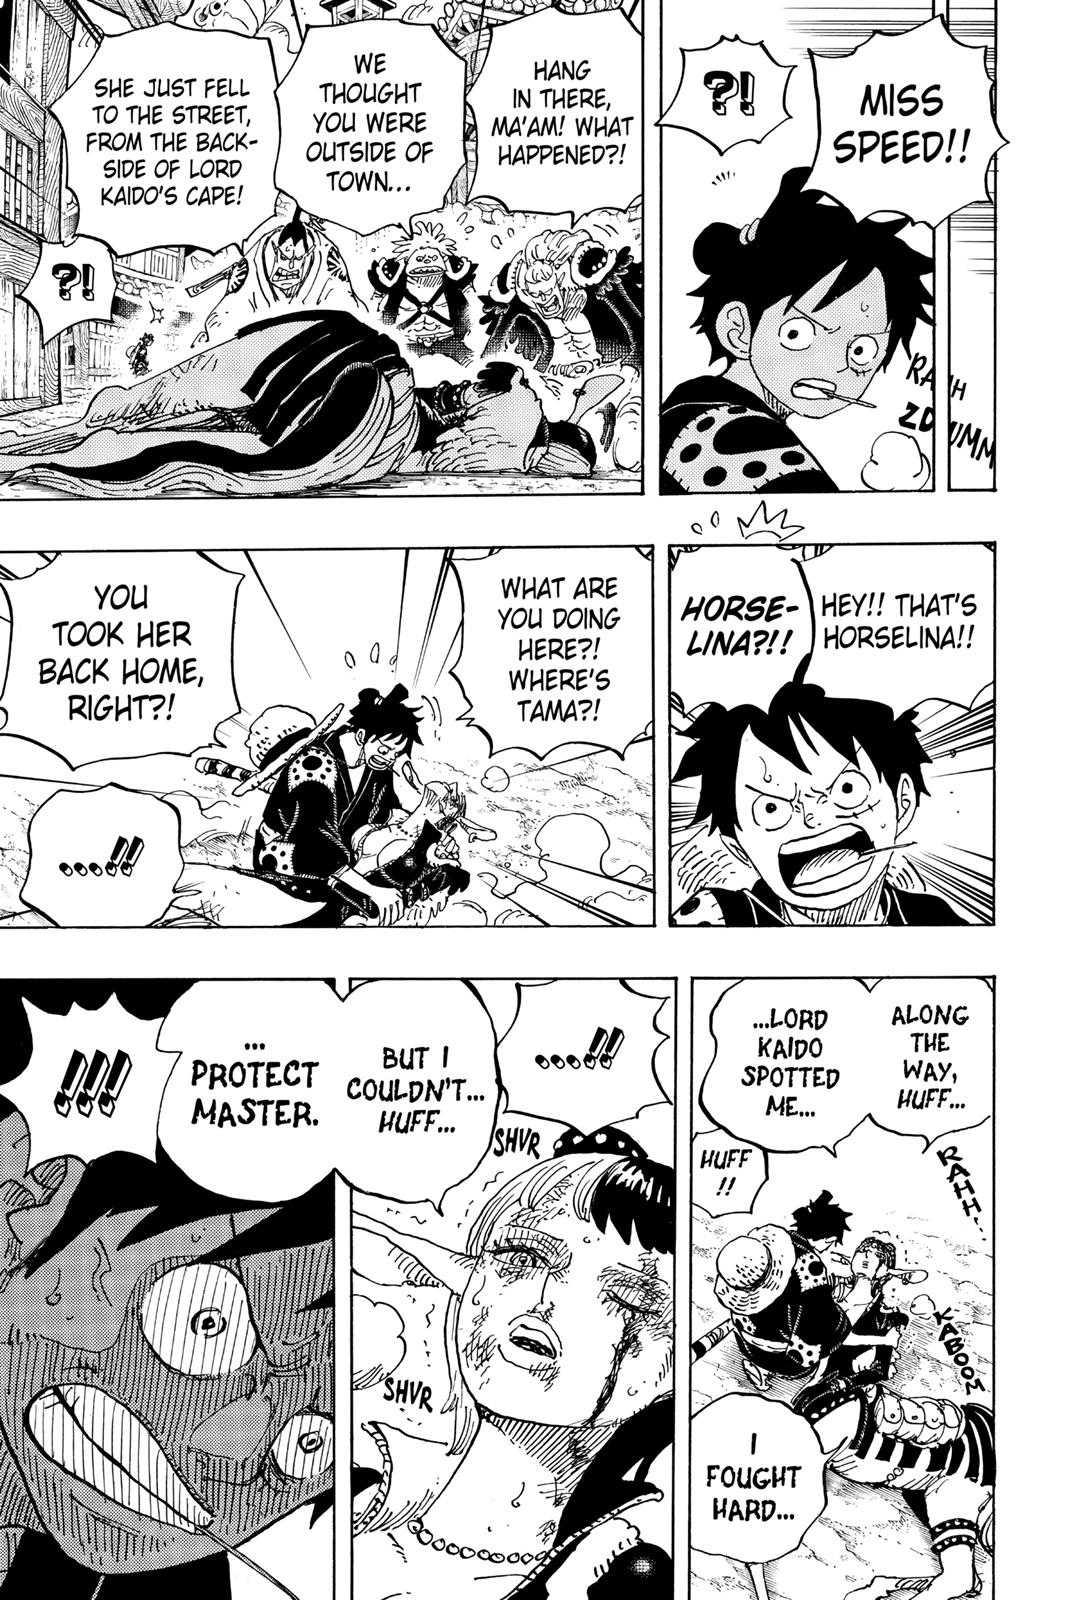 MISS
SPEED!!
?!
RAHH
HANG
IN THERE,
MA'AM! WHAT
HAPPENED?!
WE
THOUGHT
YOU WERE
OUTSIDE OF
TOWN...
SHE JUST FELL
TO THE STREET,
FROM THE BACK-
SIDE OF LORD
KAIDO'S CAPE!
?!
HEY!! THAT'S
HORSELINA!!
HORSE-
LINA?!!
WHAT ARE
YOU DOING
HERE?!
WHERE'S
TAMA?!
YOU
TOOK HER
BACK HOME,
RIGHT?!
...!!
ALONG
THE
WAY,
HUFF...
...LORD
KAIDO
SPOTTED
ME...
HUFF
!!
RAHH!
KABOOM
I
FOUGHT
HARD...
...!!
SHVR
BUT I
COULDN'T...
HUFF...
SHVR
...
PROTECT
MASTER.
!!!